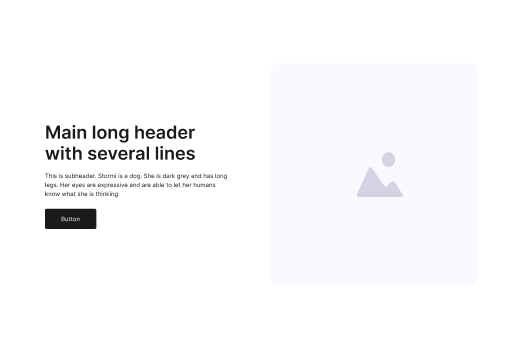 Main long header
with several lines
This is subheader. Stormi is a dog. She is dark grey and has long
legs. Her eyes are expressive and are able to let her humans
know what she is thinking.
Button